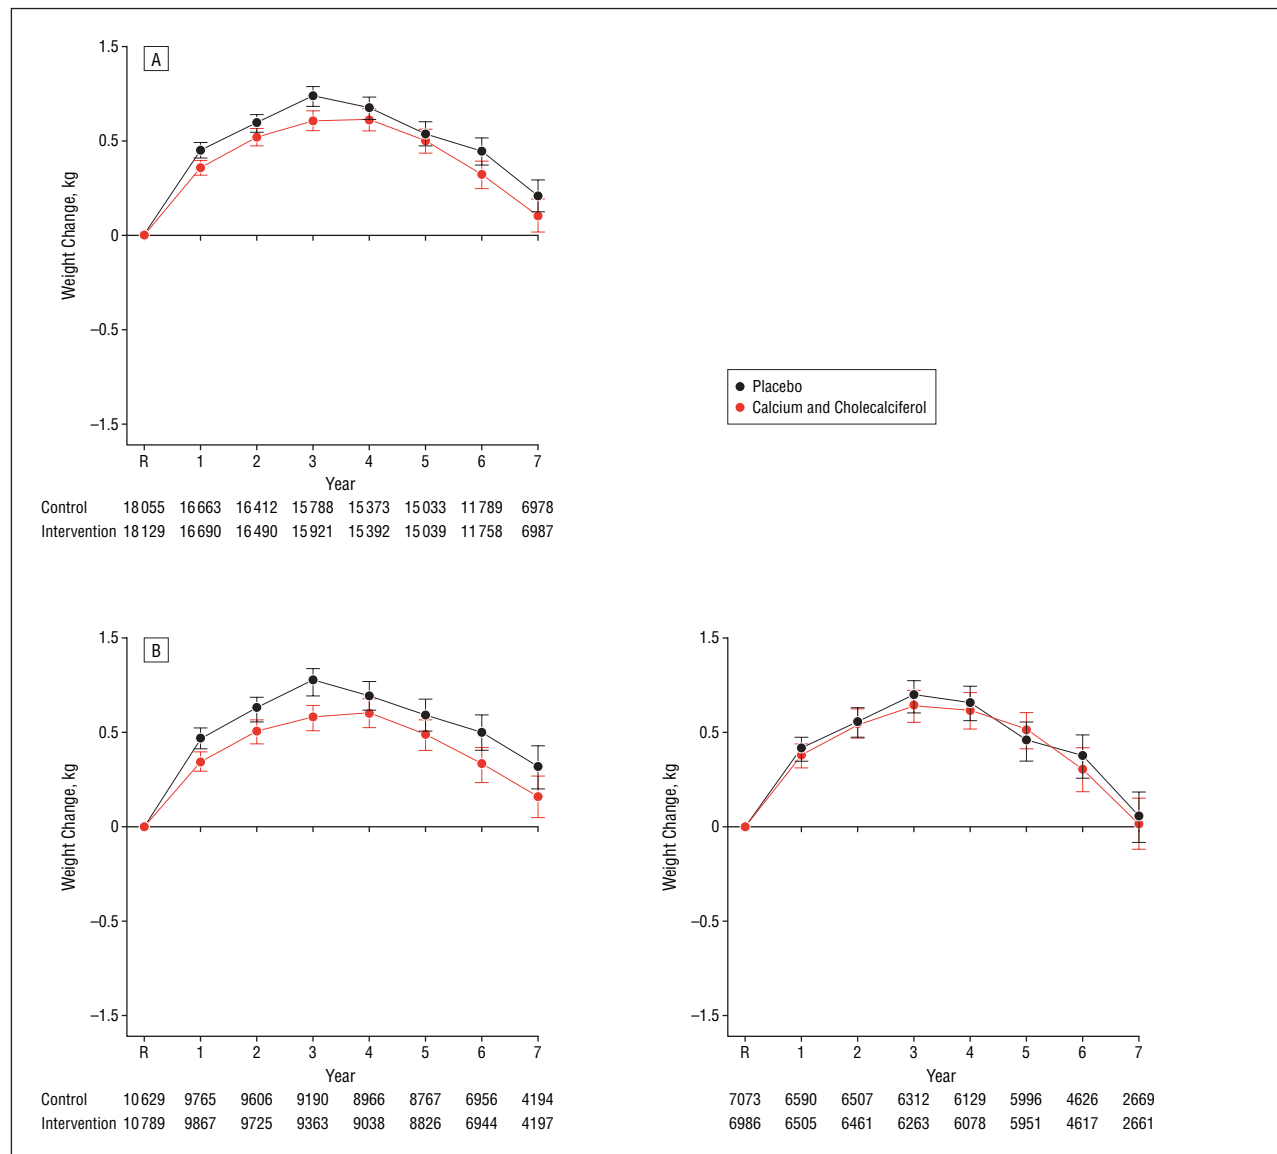 A
1.5
0.5
0
–0.5
–1.5
Weight Change, kg
R 1 2 3 4 5 6 7
Year
Control 18 055 16 663 16 412 15 788 15 373 15 033 11 789 6978
Intervention 18 129 16 690 16 490 15 921 15 392 15 039 11 758 6987
Placebo
Calcium and Cholecalciferol
B
1.5
0.5
0
–0.5
–1.5
Weight Change, kg
R 1 2 3 4 5 6 7
Year
Control 10 629 9765 9606 9190 8966 8767 6956 4194
Intervention 10 789 9867 9725 9363 9038 8826 6944 4197
1.5
0.5
0
–0.5
–1.5
Weight Change, kg
R 1 2 3 4 5 6 7
Year
7073 6590 6507 6312 6129 5996 4626 2669
6986 6505 6461 6263 6078 5951 4617 2661